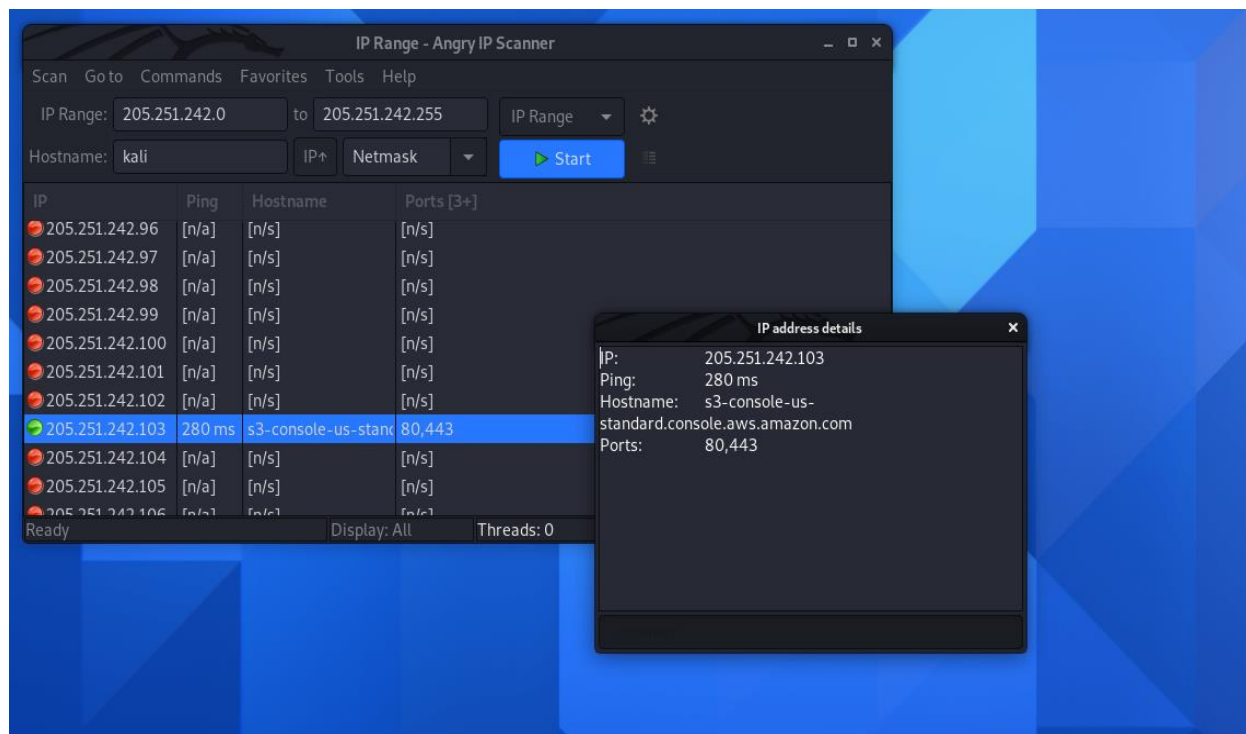 IP Range - Angry IP Scanner
Scan Go to Commands Favorites Tools Help
IP Range: 205.251.242.0 to 205.251.242.255 IP Range
Hostname: kali IP↑ Netmask Start
IP Ping Hostname Ports [3+]
205.251.242.96 [n/a] [n/s] [n/s]
205.251.242.97 [n/a] [n/s] [n/s]
205.251.242.98 [n/a] [n/s] [n/s]
205.251.242.99 [n/a] [n/s] [n/s]
205.251.242.100 [n/a] [n/s] [n/s]
205.251.242.101 [n/a] [n/s] [n/s]
205.251.242.102 [n/a] [n/s] [n/s]
205.251.242.103 280 ms s3-console-us-stand 80,443
205.251.242.104 [n/a] [n/s] [n/s]
205.251.242.105 [n/a] [n/s] [n/s]
205.251.242.106 [n/a] [n/s] [n/s]
Ready Display: All Threads: 0
IP address details
IP: 205.251.242.103
Ping: 280 ms
Hostname: s3-console-us-
standard.console.aws.amazon.com
Ports: 80,443